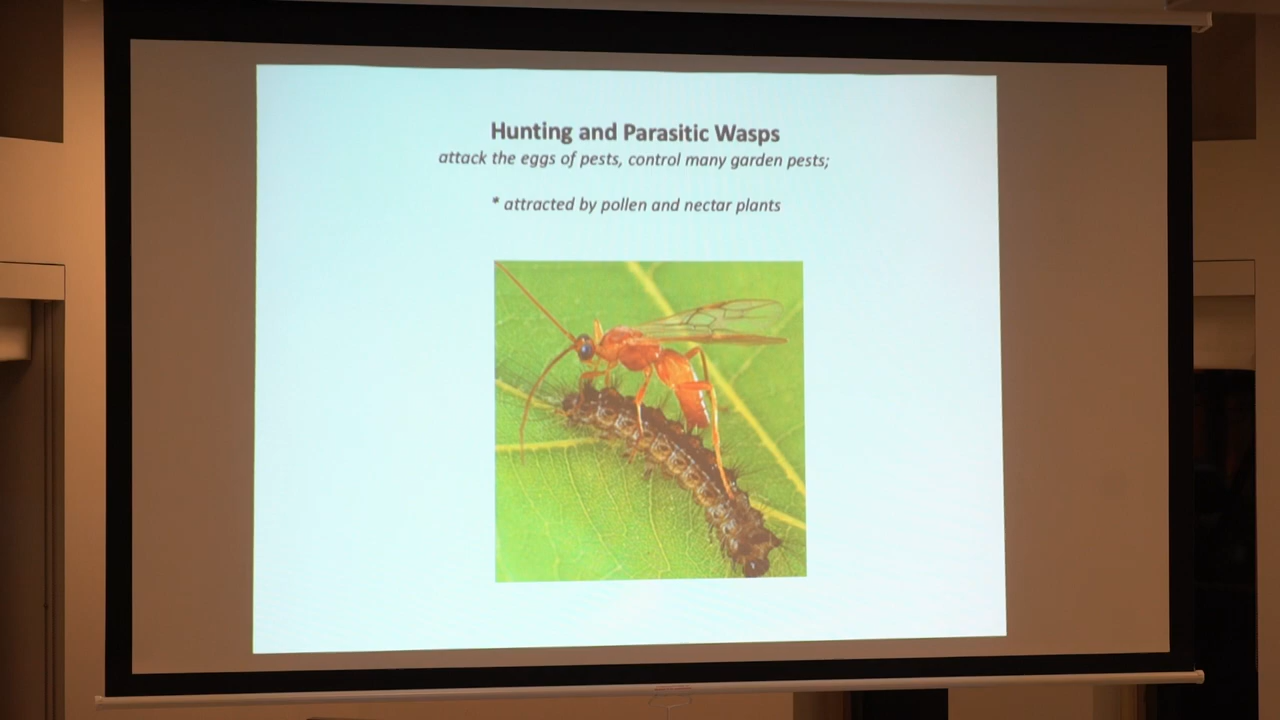 Hunting and Parasitic Wasps
attack the eggs of pests, control many garden pests;
* attracted by pollen and nectar plants